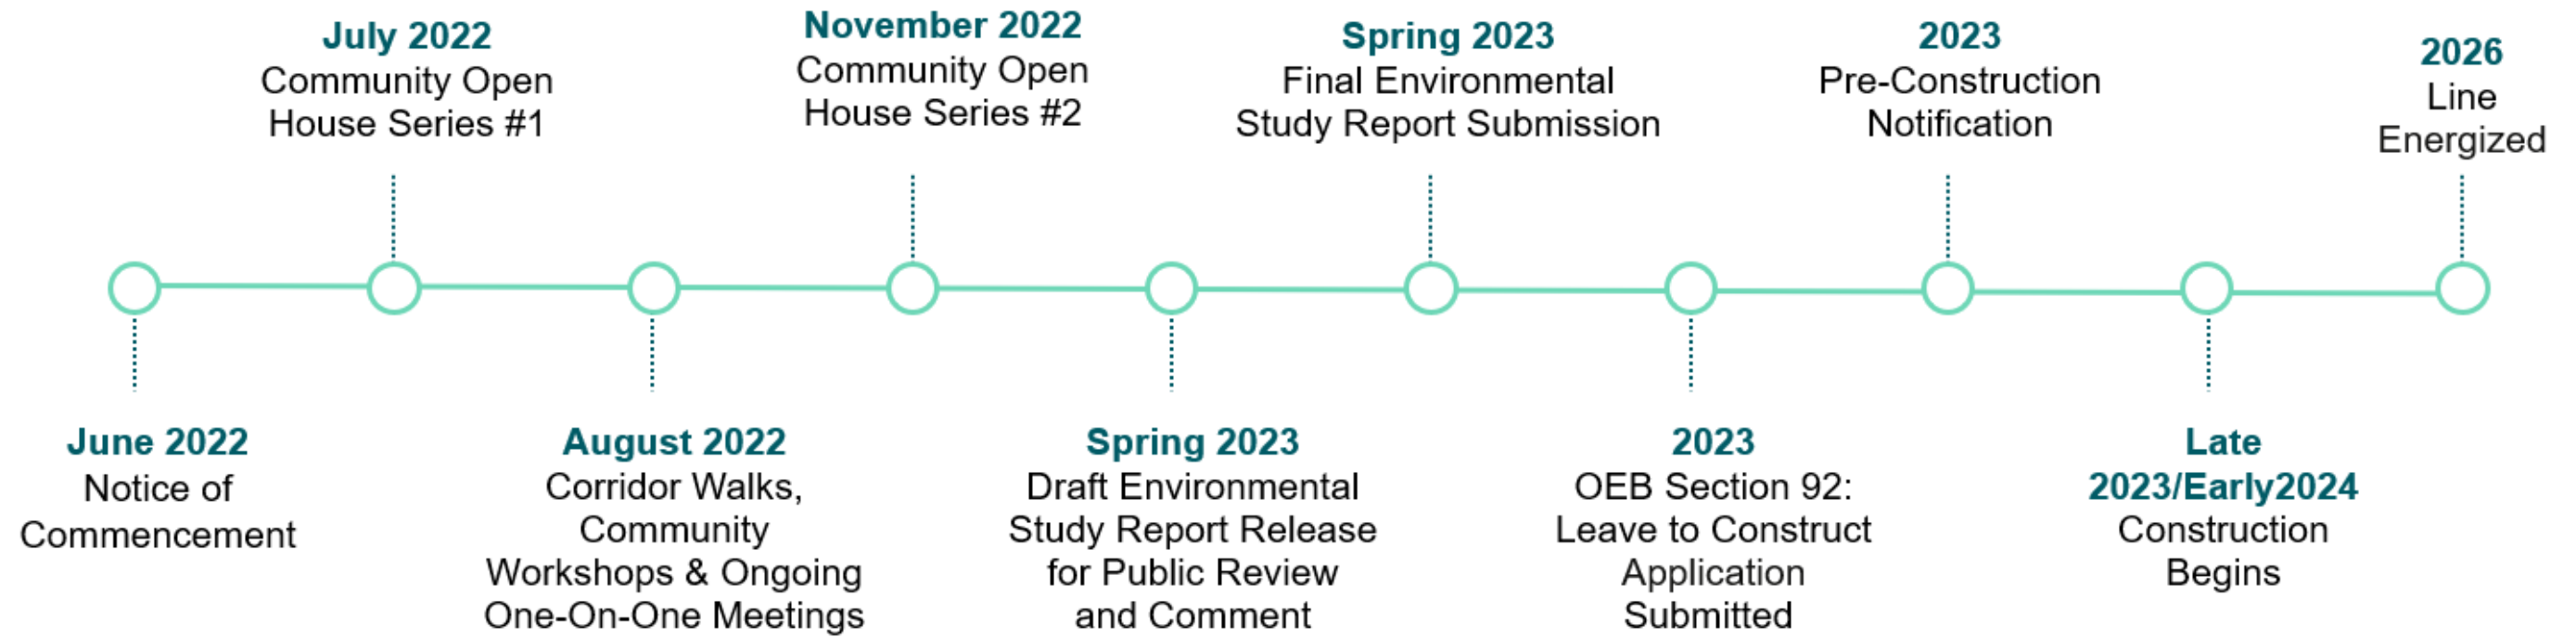 June 2022
Notice of
Commencement
July 2022
Community Open
House Series #1
August 2022
Corridor Walks,
Community
Workshops & Ongoing
One-On-One Meetings
November 2022
Community Open
House Series #2
Spring 2023
Draft Environmental
Study Report Release
for Public Review
and Comment
Spring 2023
Final Environmental
Study Report Submission
2023
OEB Section 92:
Leave to Construct
Application
Submitted
2023
Pre-Construction
Notification
Late
2023/Early2024
Construction
Begins
2026
Line
Energized